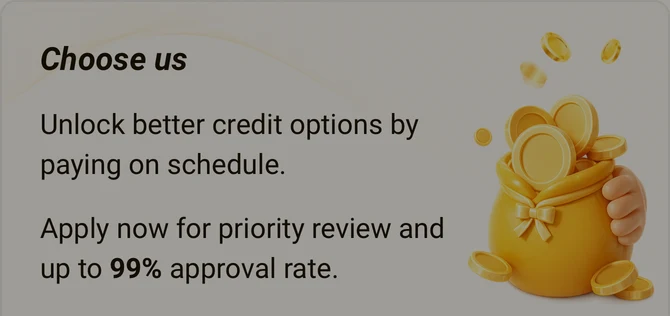 Choose us
Unlock better credit options by
paying on schedule.
Apply now for priority review and
up to 99% approval rate.